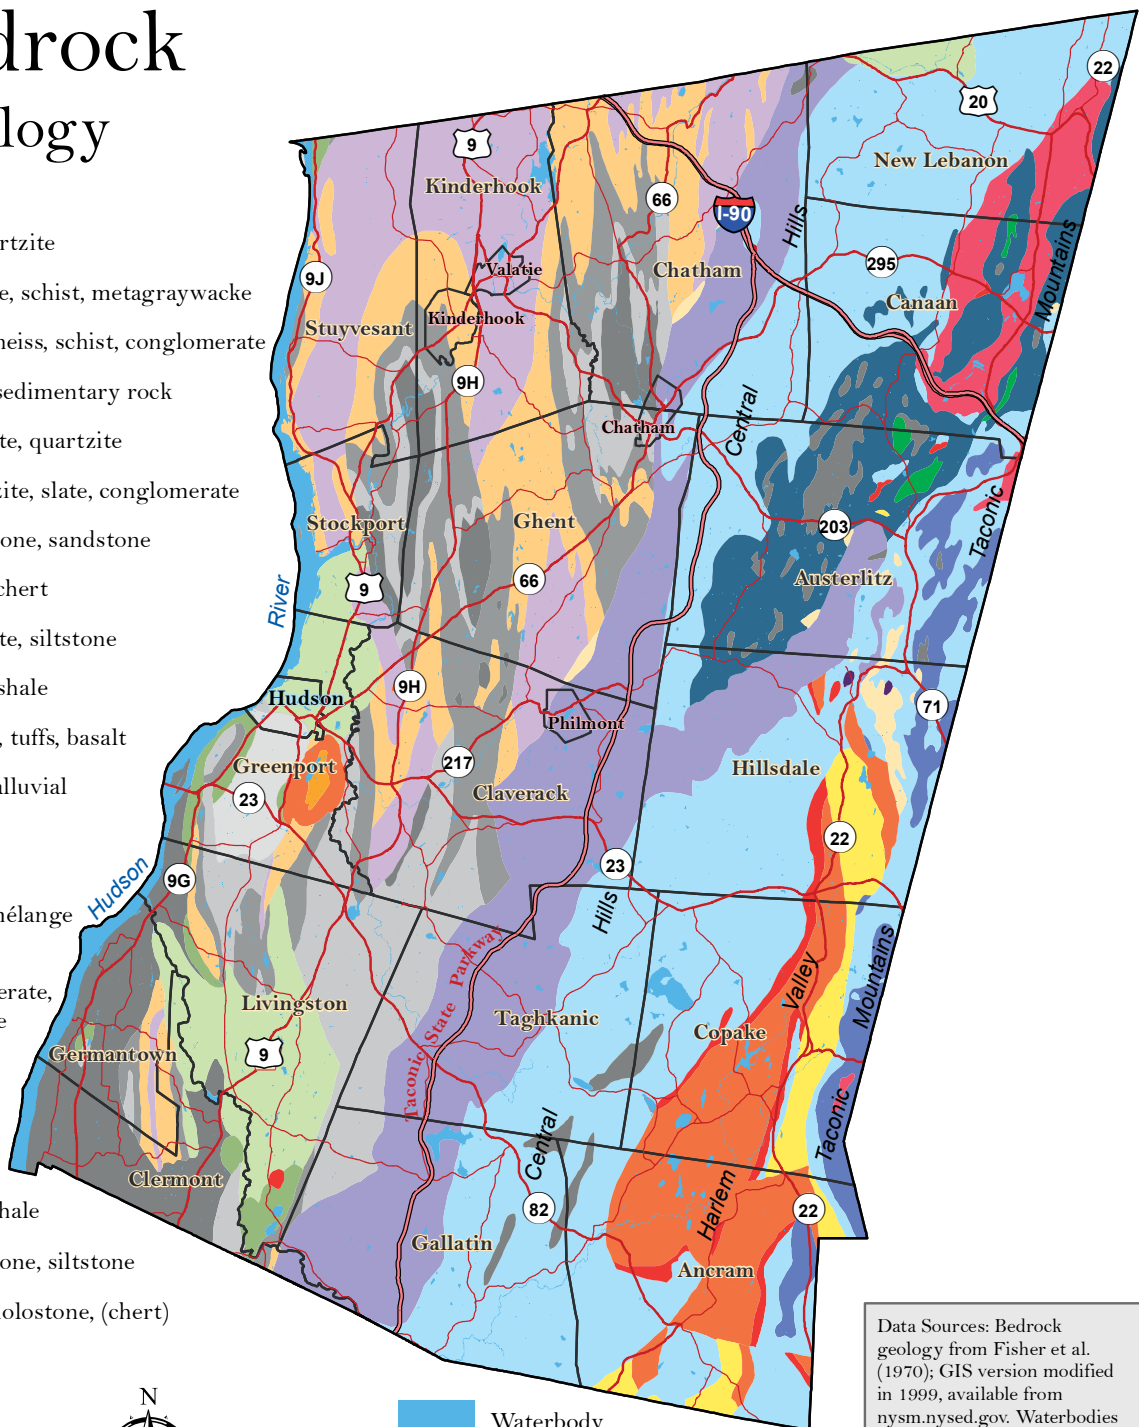 drock
logy
rtzite
e, schist, metagraywacke
neiss, schist, conglomerate
sedimentary rock
te, quartzite
zite, slate, conglomerate
one, sandstone
chert
te, siltstone
shale
, tuffs, basalt
alluvial
nélange
erate,
e
hale
one, siltstone
olostone, (chert)
22
20
New Lebanon
9
Kinderhook
66
I-90
Hills
Mountains
295
Chatham
Canaan
9J
Valatie
Kinderhook
Stuyvesant
9H
Central
Chatham
Taconic
Stockport
Ghent
203
Austerlitz
66
9
River
Hudson
9H
71
Philmont
Greenport
217
Hillsdale
23
Claverack
22
23
9G
Hudson
Hills
Taconic State Parkway
Valley
Mountains
Livingston
Taghkanic
Copake
Germantown
9
Taconic
Central
Clermont
Harlem
82
22
Gallatin
Ancram
N
Waterbody
Data Sources: Bedrock
geology from Fisher et al.
(1970); GIS version modified
in 1999, available from
nysm.nysed.gov. Waterbodies